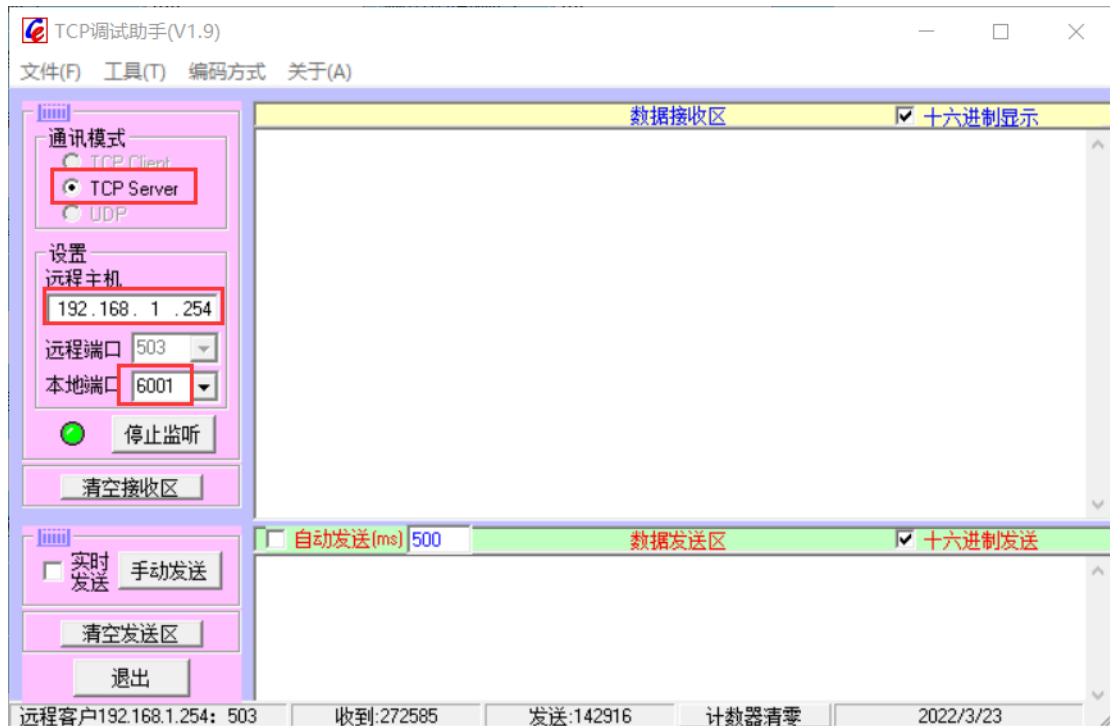 TCP调试助手(V1.9)
文件(F) 工具(T) 编码方式 关于(A)
数据接收区 十六进制显示
通讯模式
TCP Client
TCP Server
UDP
设置
远程主机
192.168. 1 .254
远程端口 503
本地端口 6001
停止监听
清空接收区
自动发送(ms) 500 数据发送区 十六进制发送
实时
发送
手动发送
清空发送区
退出
远程客户192.168.1.254: 503 收到:272585 发送:142916 计数器清零 2022/3/23